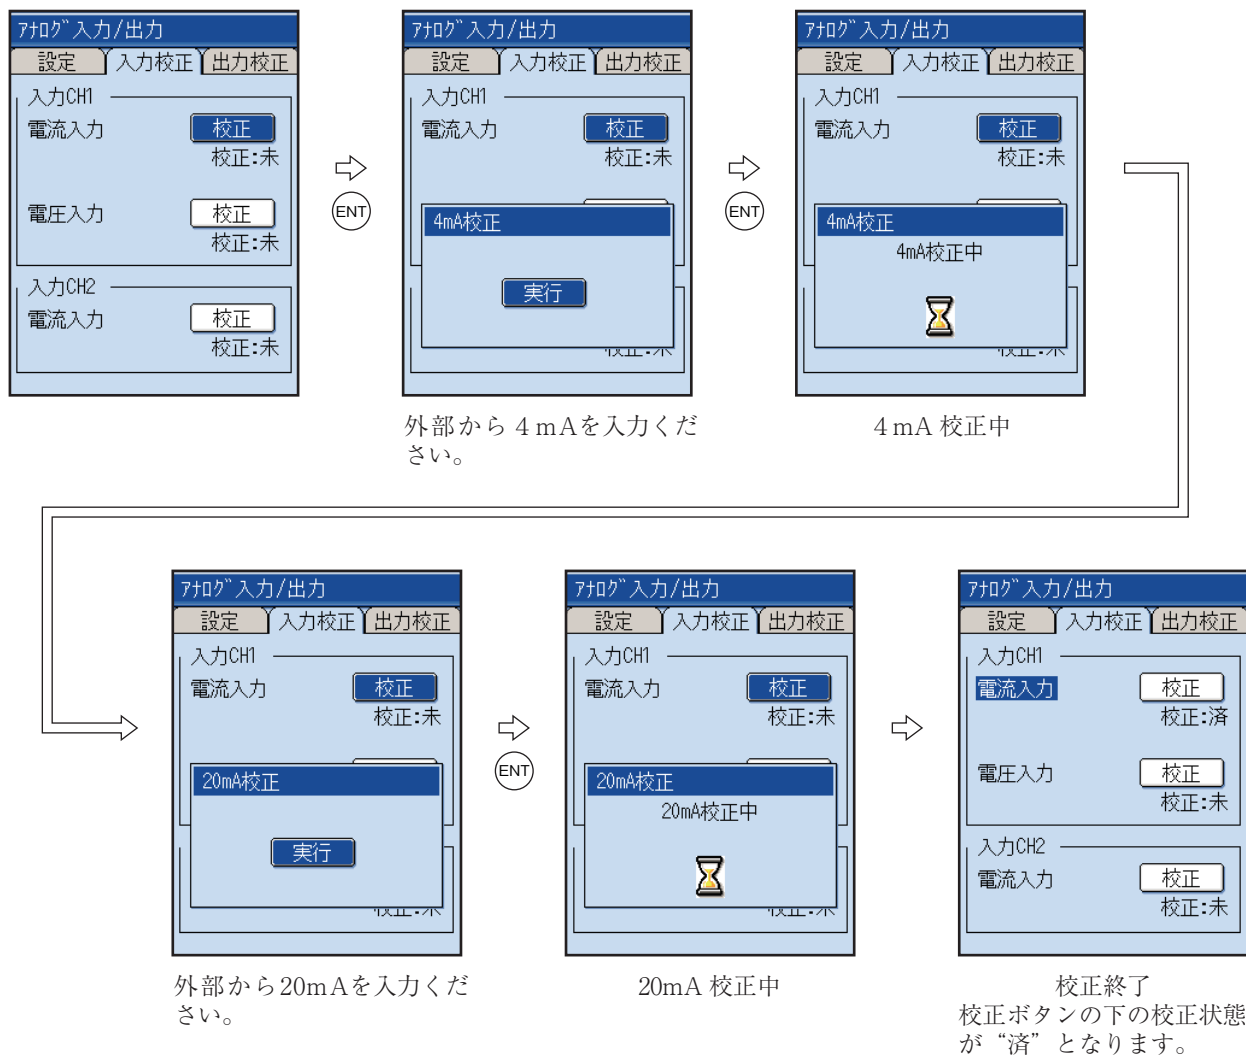 ｱﾅﾛｸﾞ入力/出力
設定 入力校正 出力校正
入力CH1
電流入力 校正
校正:未
電圧入力 校正
校正:未
入力CH2
電流入力 校正
校正:未
ENT
ｱﾅﾛｸﾞ入力/出力
設定 入力校正 出力校正
入力CH1
電流入力 校正
校正:未
4mA校正
実行
校正:未
外部から４mAを入力くだ
さい。
ENT
ｱﾅﾛｸﾞ入力/出力
設定 入力校正 出力校正
入力CH1
電流入力 校正
校正:未
4mA校正
4mA校正中
校正:未
４mA 校正中
ｱﾅﾛｸﾞ入力/出力
設定 入力校正 出力校正
入力CH1
電流入力 校正
校正:未
20mA校正
実行
校正:未
外部から20mAを入力くだ
さい。
ENT
ｱﾅﾛｸﾞ入力/出力
設定 入力校正 出力校正
入力CH1
電流入力 校正
校正:未
20mA校正
20mA校正中
校正:未
20mA 校正中
ｱﾅﾛｸﾞ入力/出力
設定 入力校正 出力校正
入力CH1
電流入力 校正
校正:済
電圧入力 校正
校正:未
入力CH2
電流入力 校正
校正:未
校正終了
校正ボタンの下の校正状態
が“済”となります。